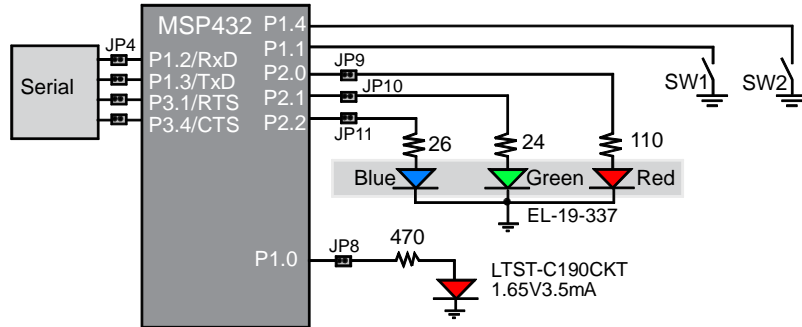 MSP432
P1.4
P1.1
JP4
JP9
P1.2/RxD
P2.0
JP10
Serial
P1.3/TxD
P2.1
SW1
SW2
P3.1/RTS
P3.4/CTS
P2.2
JP11
26
24
110
Blue
Green
Red
EL-19-337
P1.0
JP8
470
LTST-C190CKT
1.65V3.5mA